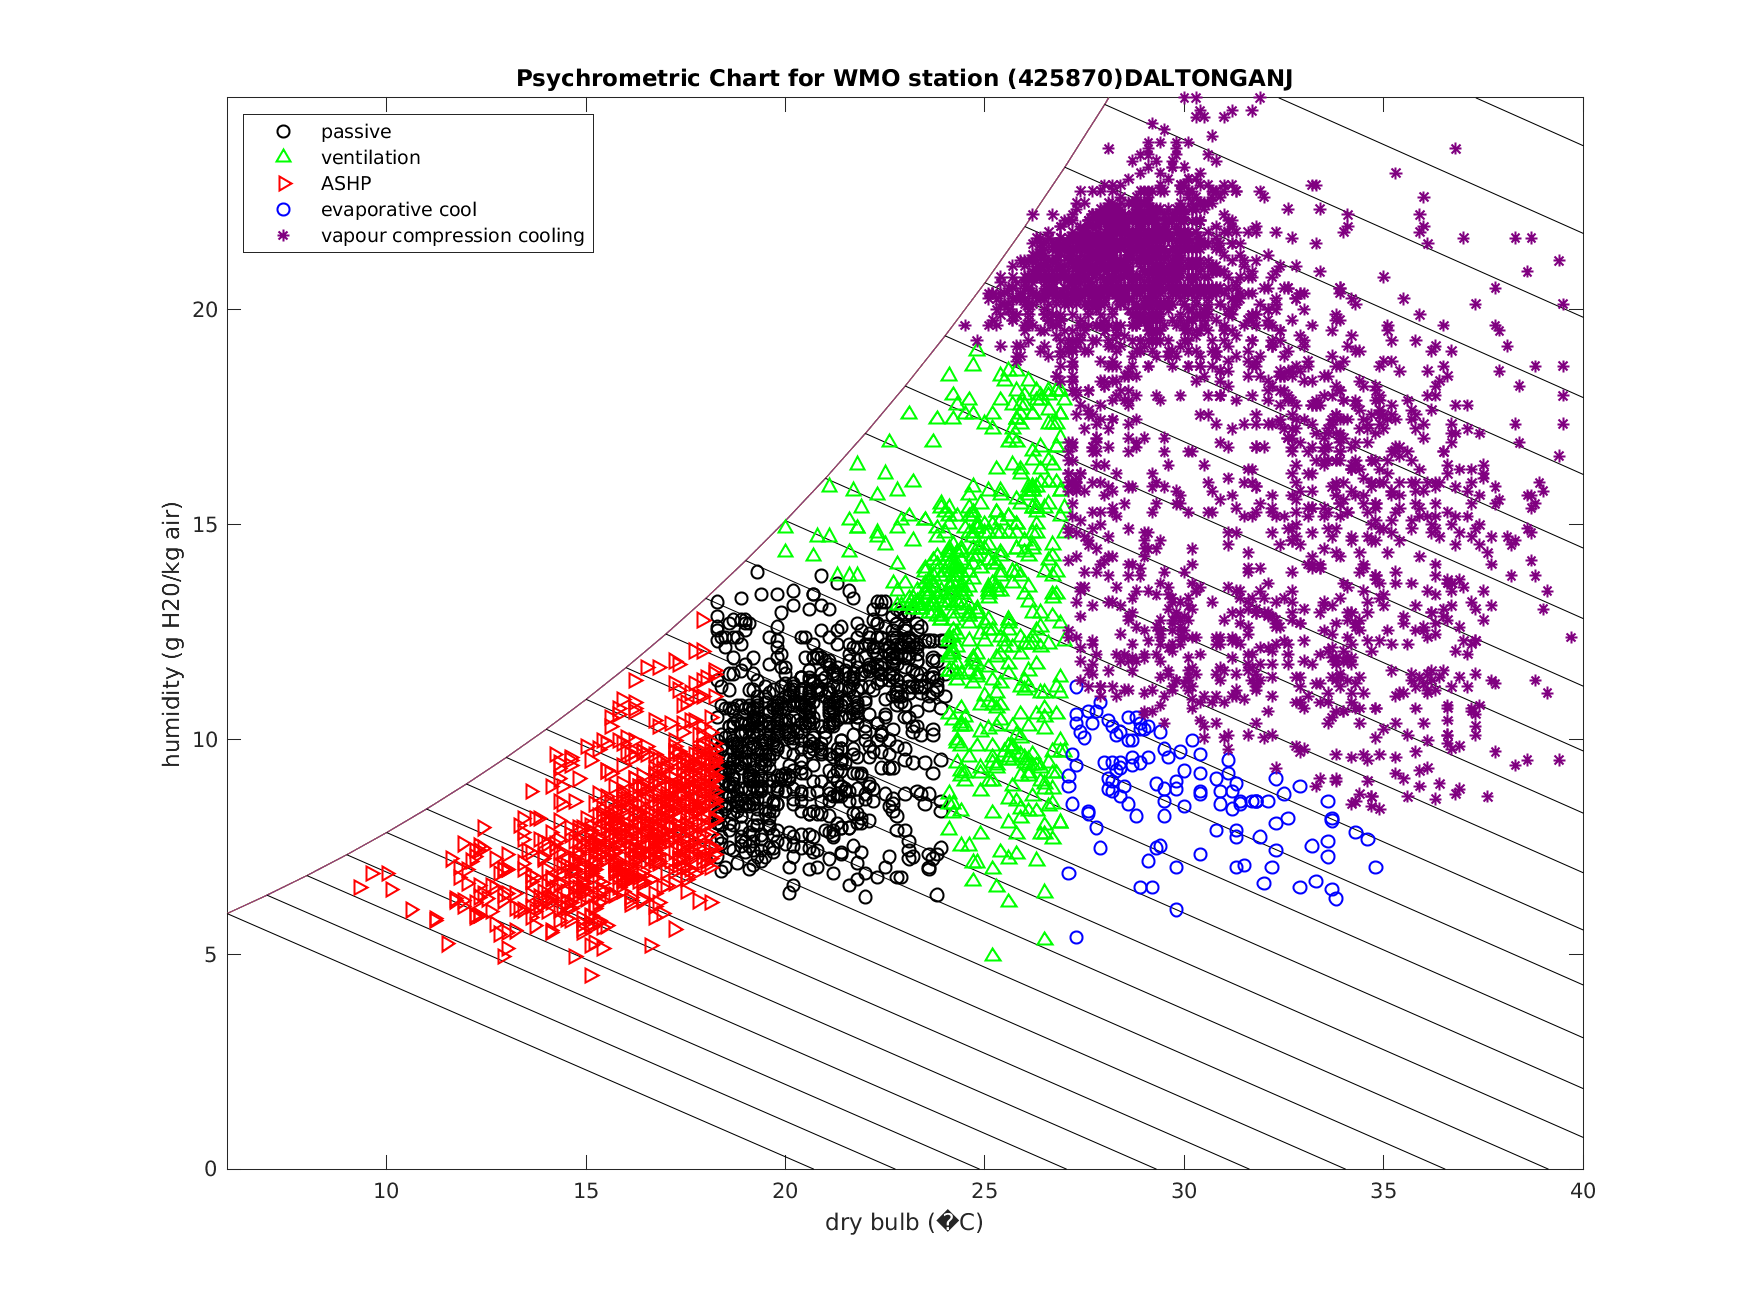 Psychrometric Chart for WMO station (425870)DALTONGANJ
passive
ventilation
ASHP
evaporative cool
vapour compression cooling
humidity (g H20/kg air)
20
15
10
5
0
10 15 20 25 30 35 40
dry bulb (�C)